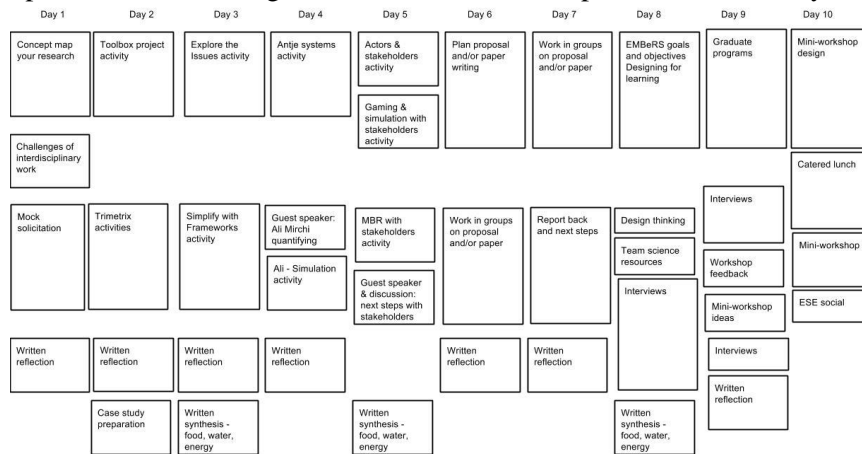 Day 1
Day 2
Day 3
Day 4
Day 5
Day 6
Day 7
Day 8
Day 9
Day 10
Concept map
your research
Challenges of
interdisciplinary
work
Mock
solicitation
Written
reflection
Toolbox project
activity
Trimetrix
activities
Written
reflection
Case study
preparation
Explore the
Issues activity
Simplify with
Frameworks
activity
Written
reflection
Written
synthesis -
food, water,
energy
Antje systems
activity
Guest speaker:
Ali Mirchi
quantifying
Ali - Simulation
activity
Written
reflection
Actors &
stakeholders
activity
Gaming &
simulation with
stakeholders
activity
MBR with
stakeholders
activity
Guest speaker
& discussion:
next steps with
stakeholders
Written
synthesis -
food, water,
energy
Plan proposal
and/or paper
writing
Work in groups
on proposal
and/or paper
Written
reflection
Work in groups
on proposal
and/or paper
Report back
and next steps
Written
reflection
EMBeRS goals
and objectives
Designing for
learning
Design thinking
Team science
resources
Interviews
Written
synthesis -
food, water,
energy
Graduate
programs
Interviews
Workshop
feedback
Mini-workshop
ideas
Interviews
Written
reflection
Mini-workshop
design
Catered lunch
Mini-workshop
ESE social